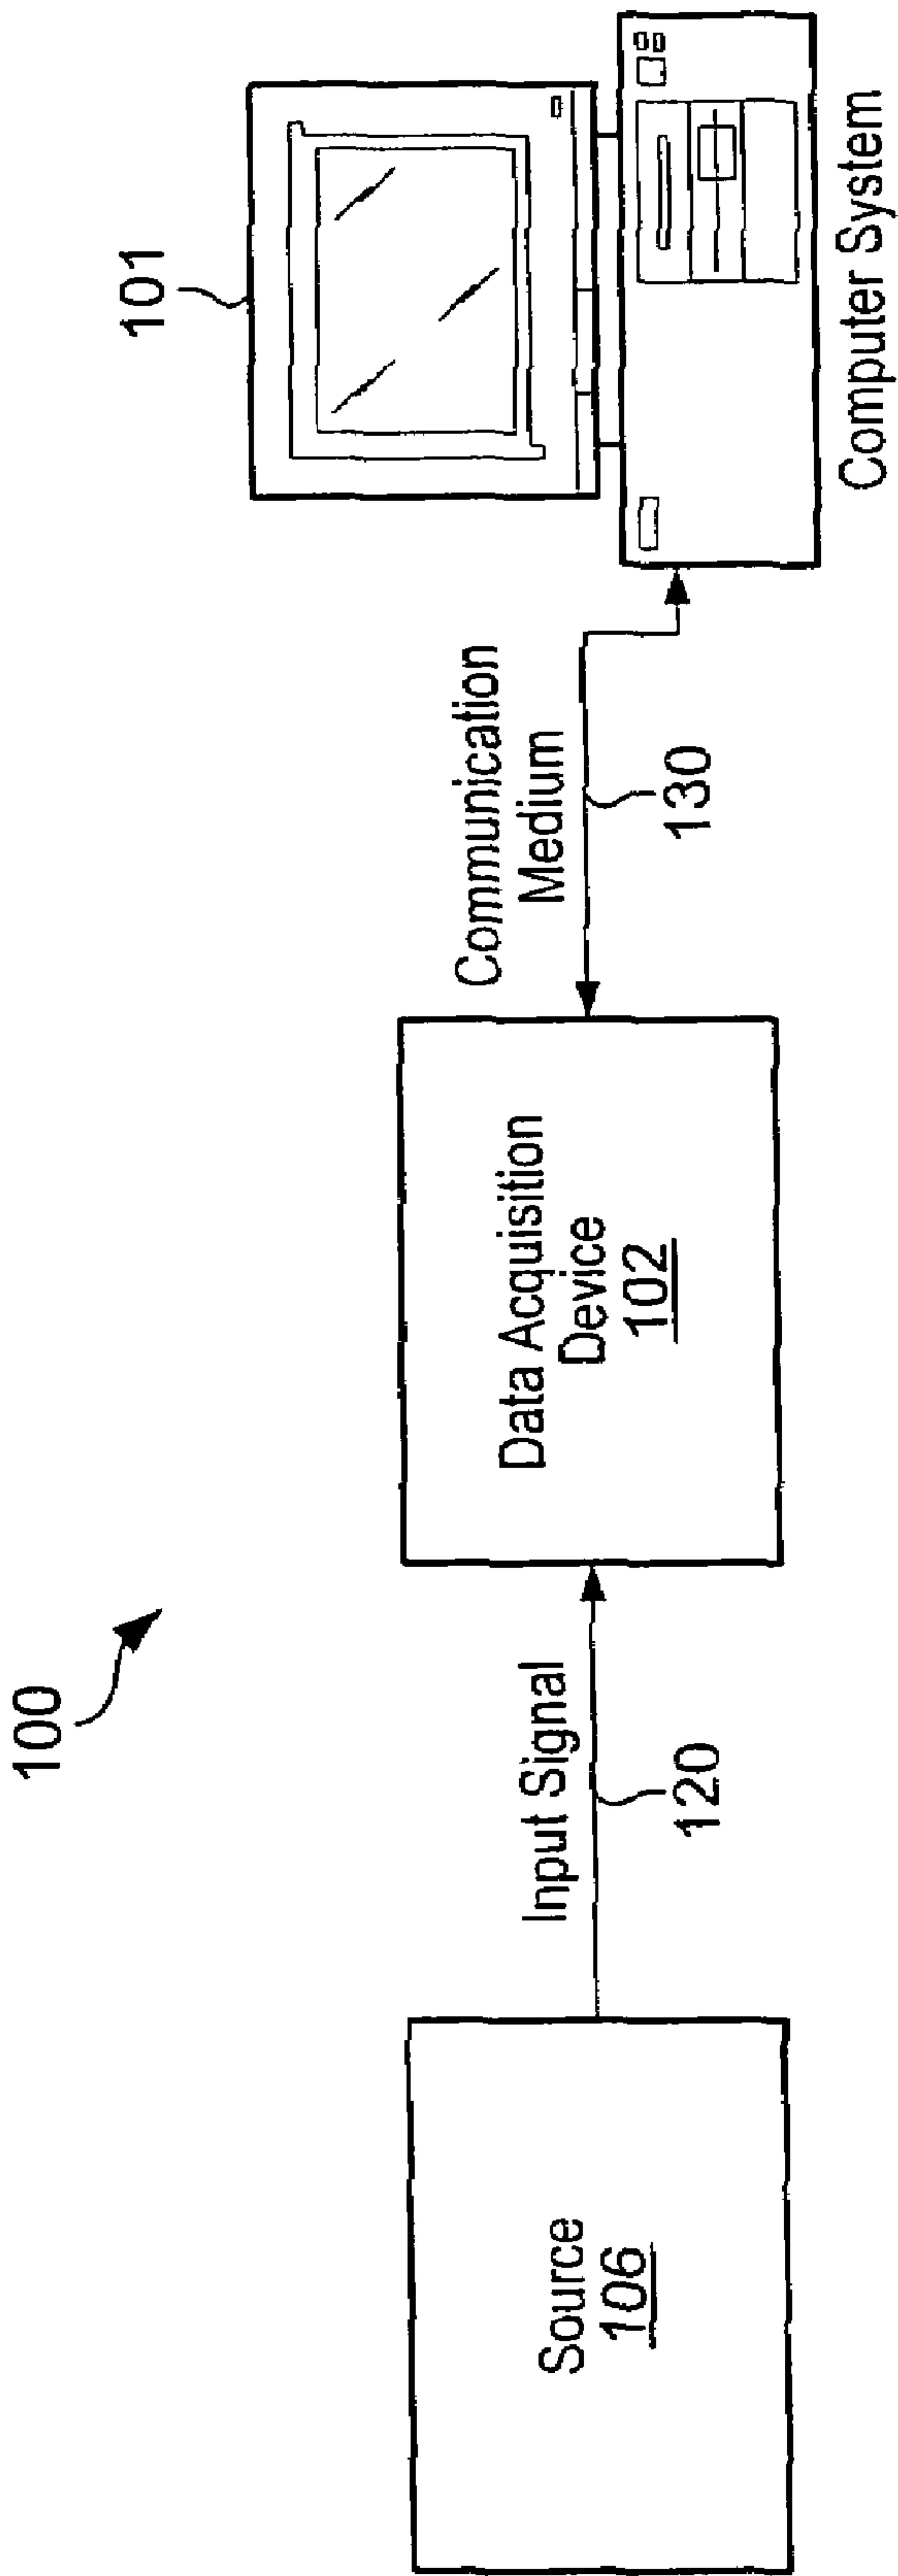 100
Source
106
Input Signal
120
Data Acquisition
Device
102
Communication
Medium
130
101
Computer System